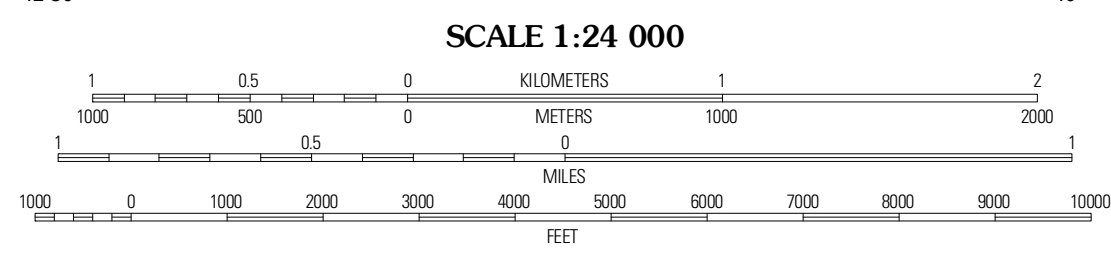 SCALE 1:24 000
1 0.5 0 KILOMETERS 1 2
1000 500 0 METERS 1000 2000
1 0.5 0 1
MILES
1000 0 1000 2000 3000 4000 5000 6000 7000 8000 9000 10000
FEET